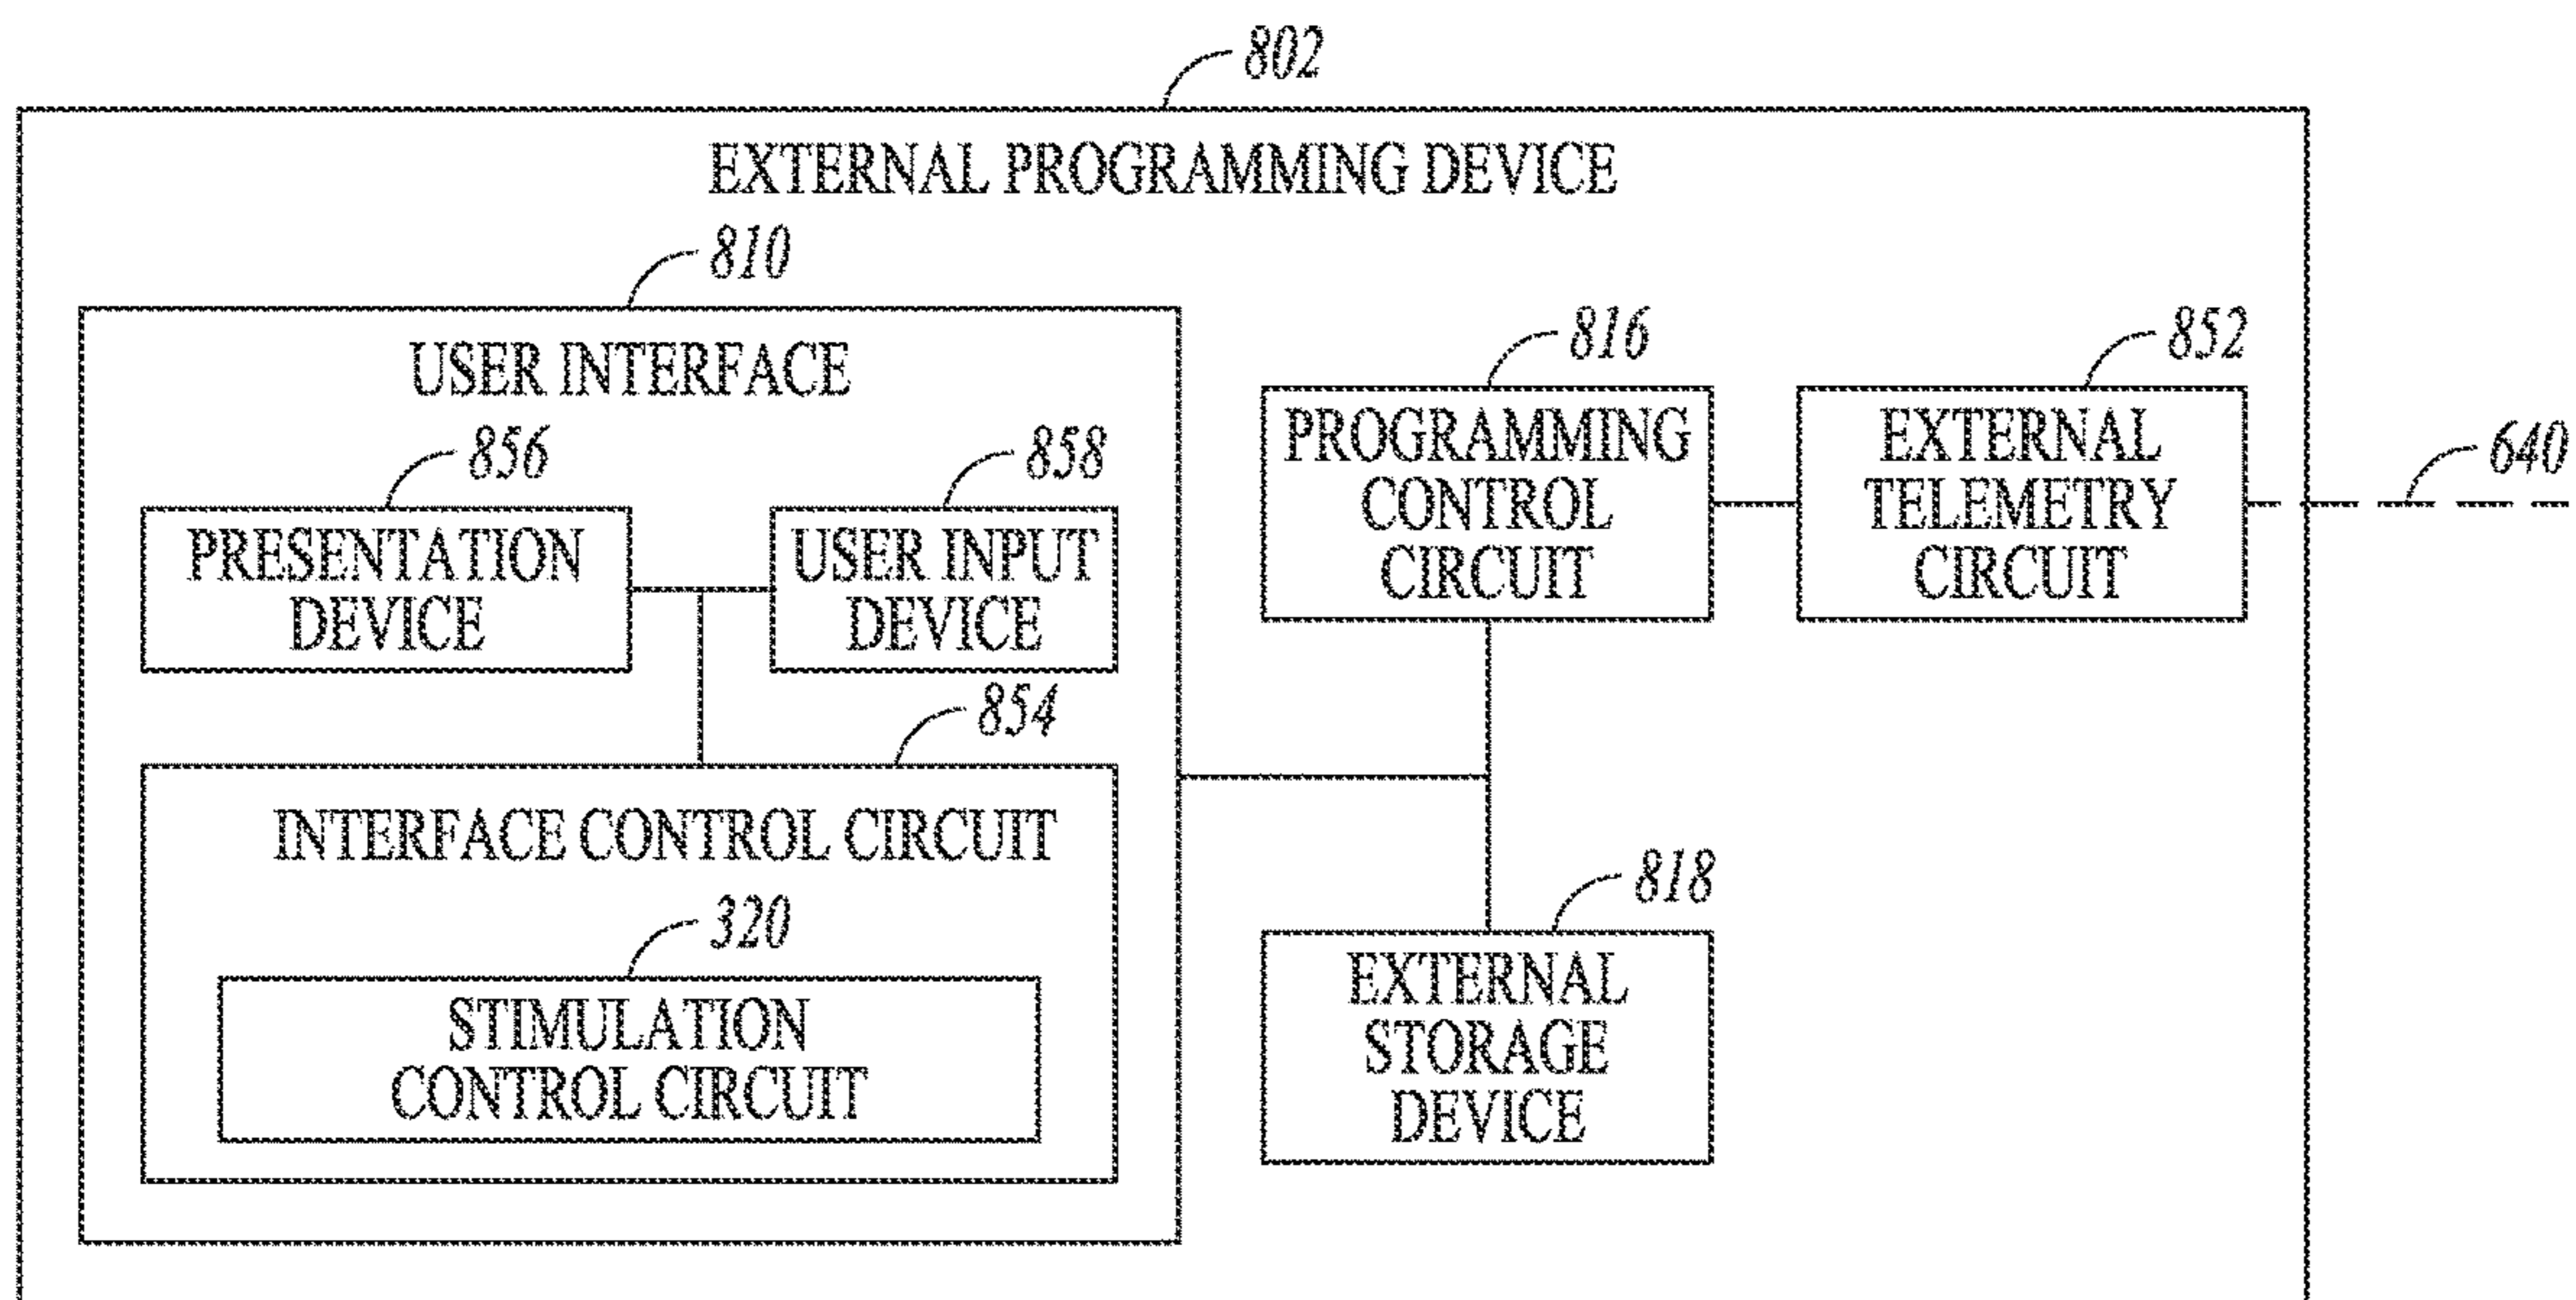 802
EXTERNAL PROGRAMMING DEVICE
810
USER INTERFACE
856
PRESENTATION
DEVICE
858
USER INPUT
DEVICE
854
INTERFACE CONTROL CIRCUIT
320
STIMULATION
CONTROL CIRCUIT
816
PROGRAMMING
CONTROL
CIRCUIT
852
EXTERNAL
TELEMETRY
CIRCUIT
640
818
EXTERNAL
STORAGE
DEVICE